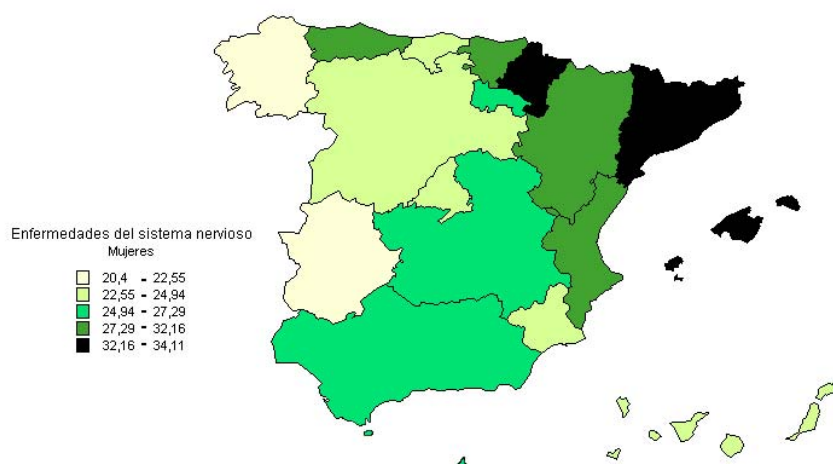 Enfermedades del sistema nervioso
Mujeres
20,4 - 22,55
22,55 - 24,94
24,94 - 27,29
27,29 - 32,16
32,16 - 34,11